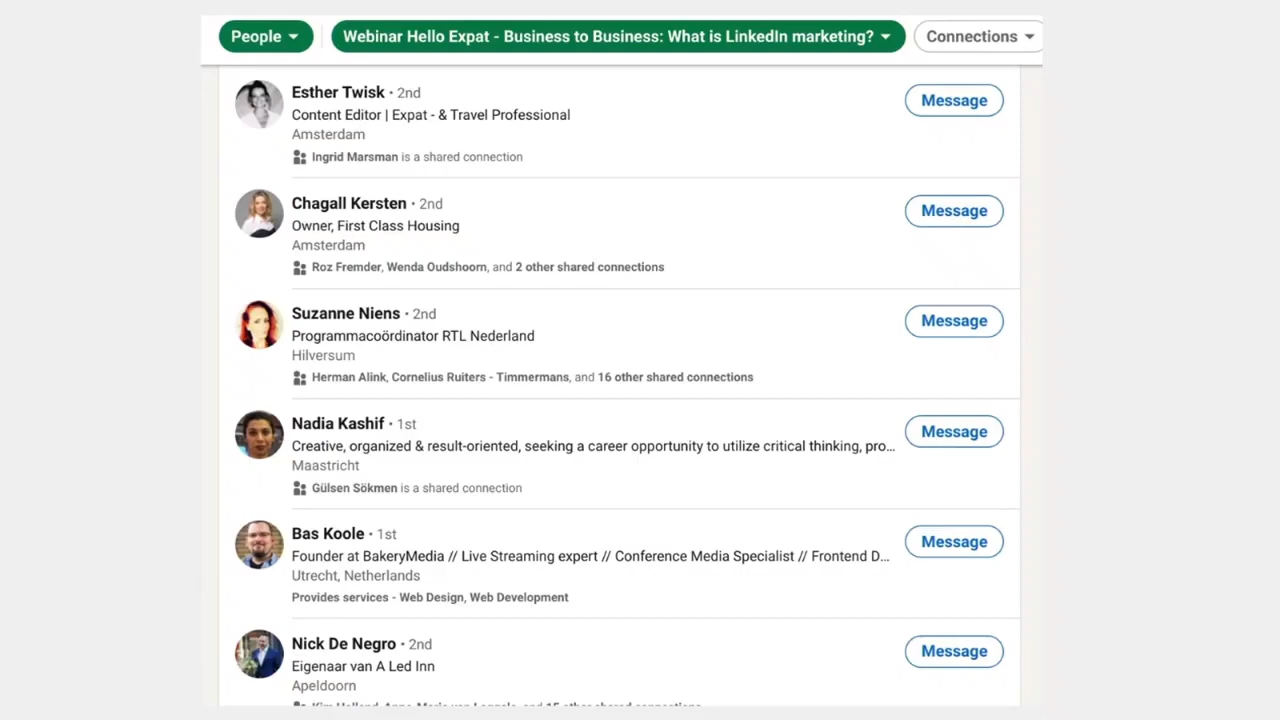 People
Webinar Hello Expat - Business to Business: What is LinkedIn marketing?
Connections
Esther Twisk • 2nd
Message
Content Editor | Expat - & Travel Professional
Amsterdam
Ingrid Marsman is a shared connection
Chagall Kersten • 2nd
Message
Owner, First Class Housing
Amsterdam
Roz Fremder, Wenda Oudshoorn, and 2 other shared connections
Suzanne Niens • 2nd
Message
Programmacoördinator RTL Nederland
Hilversum
Herman Alink, Cornelius Ruiters - Timmermans, and 16 other shared connections
Nadia Kashif • 1st
Message
Creative, organized & result-oriented, seeking a career opportunity to utilize critical thinking, pro...
Maastricht
Gülsen Sökmen is a shared connection
Bas Koole • 1st
Message
Founder at BakeryMedia // Live Streaming expert // Conference Media Specialist // Frontend D...
Utrecht, Netherlands
Provides services - Web Design, Web Development
Nick De Negro • 2nd
Message
Eigenaar van A Led Inn
Apeldoorn
and 15 other shared connections